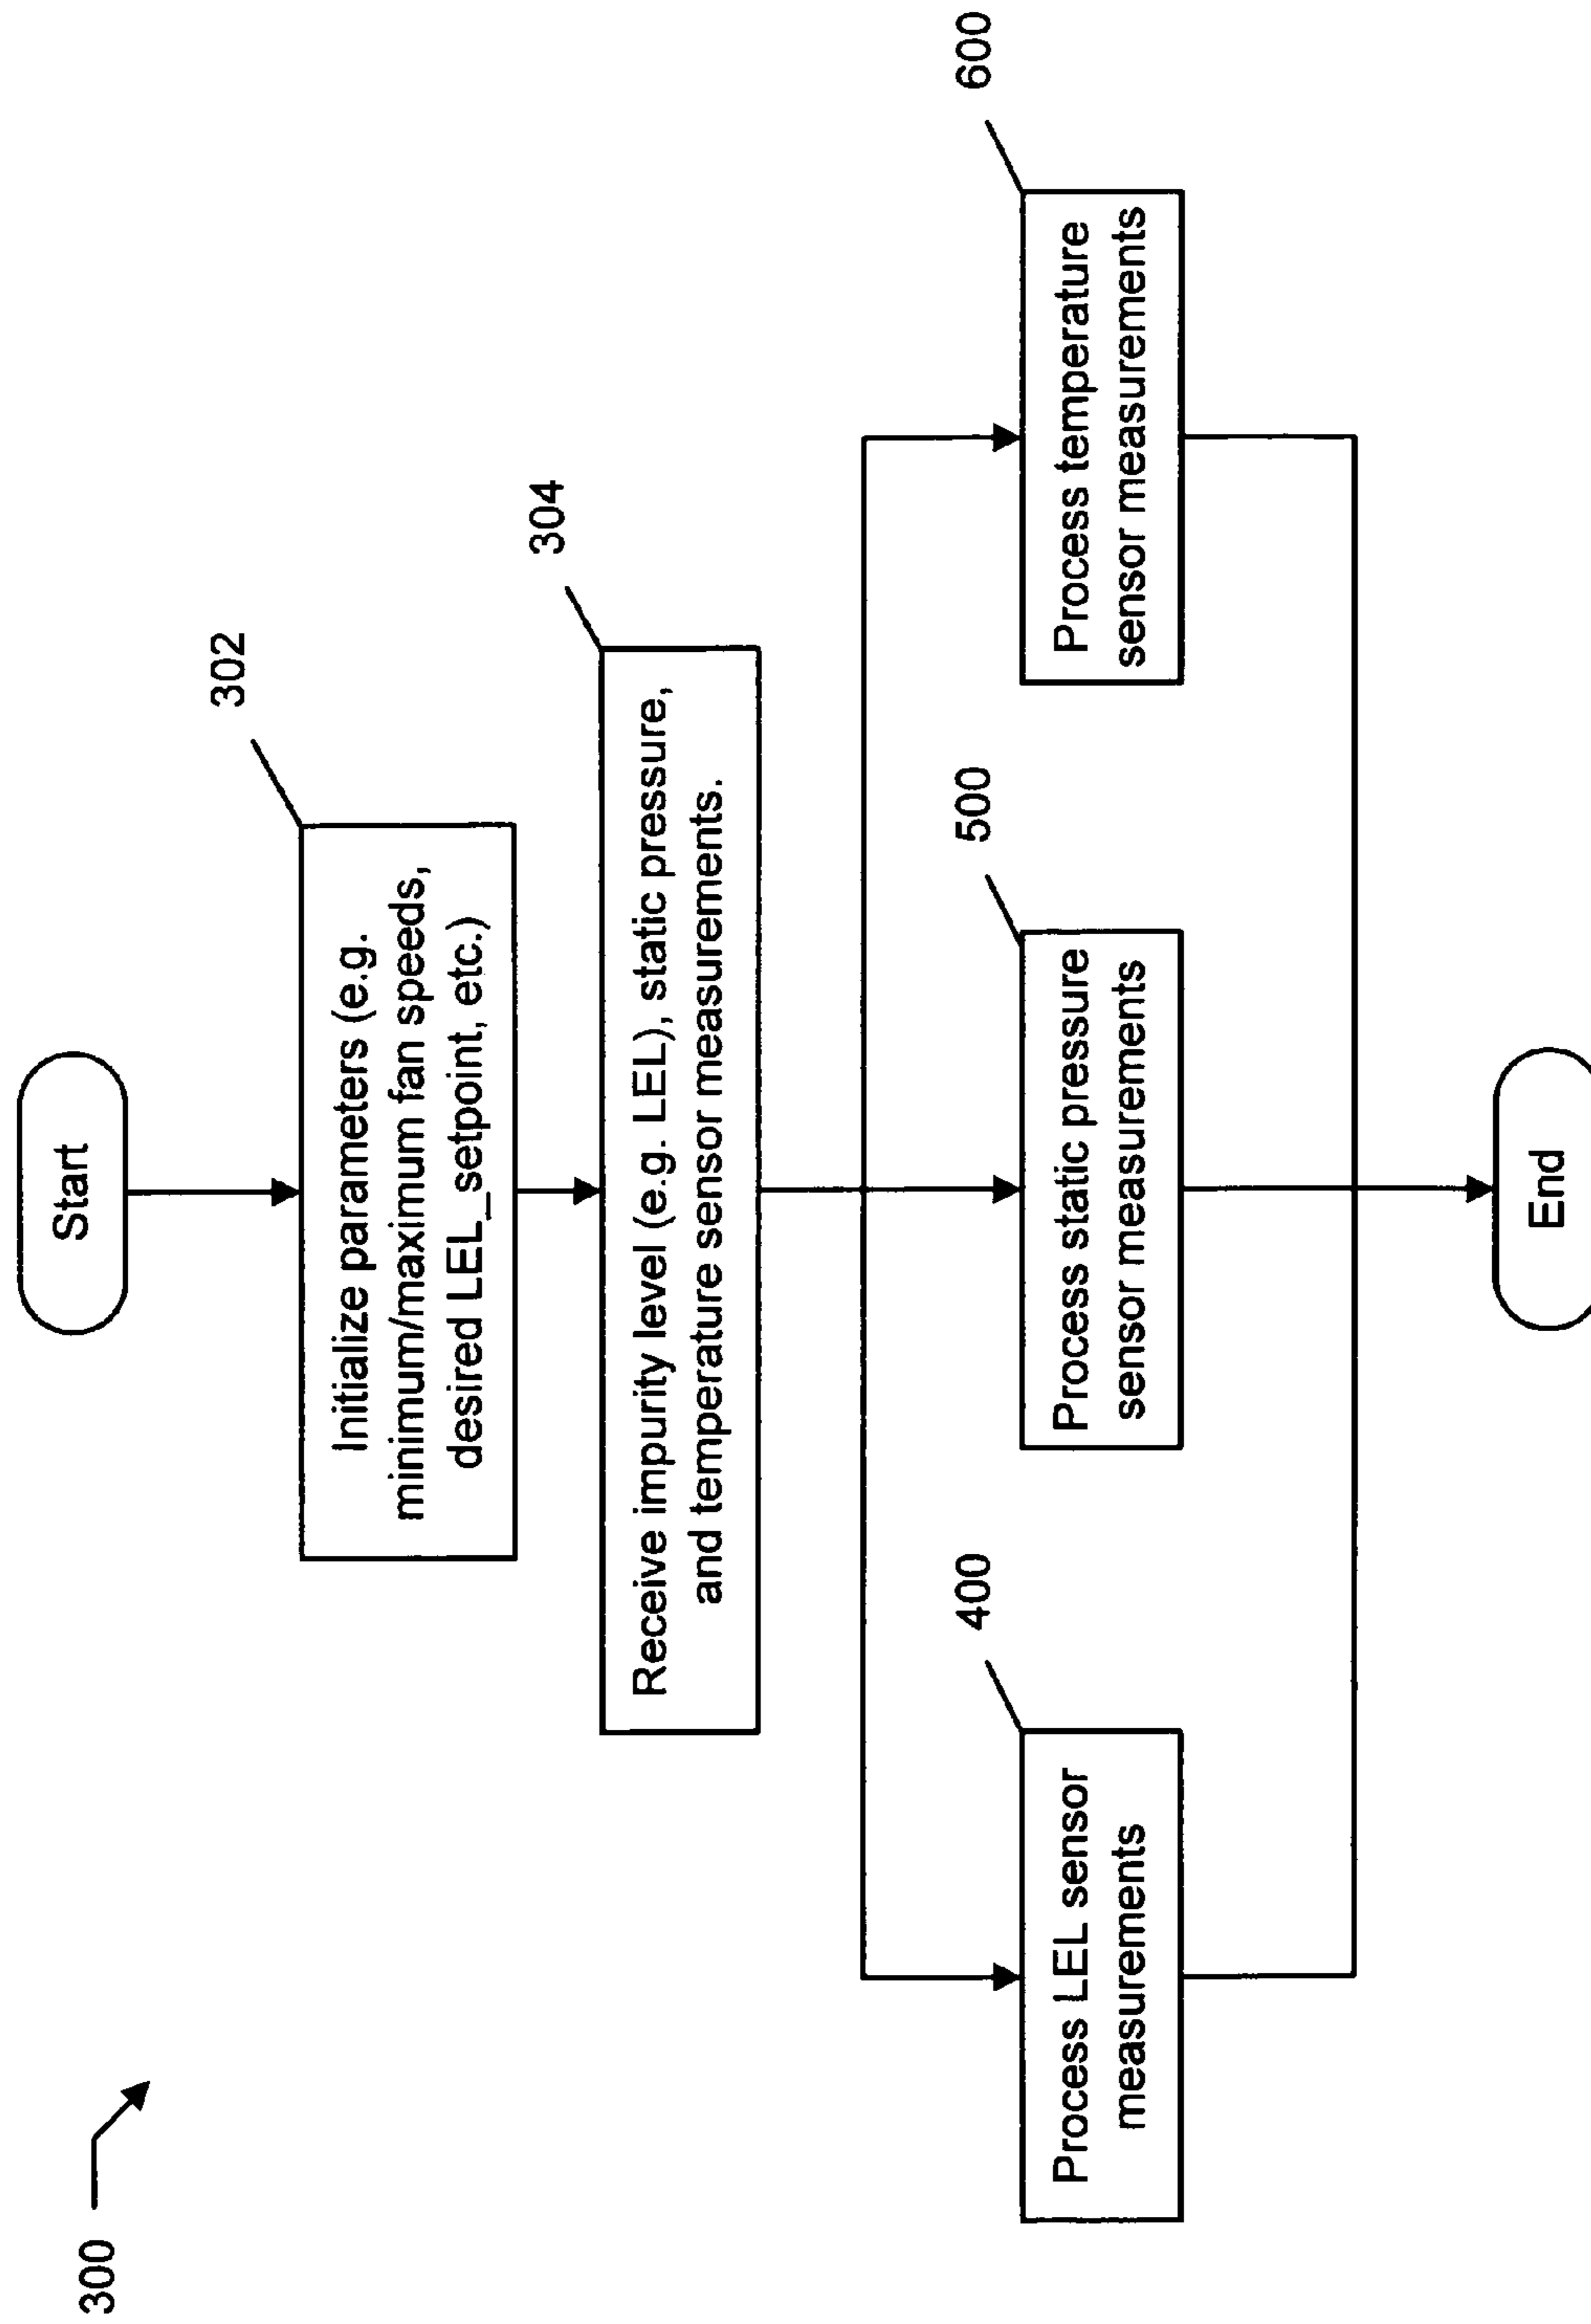 300
Start
302
Initialize parameters (e.g.
minimum/maximum fan speeds,
desired LEL_setpoint, etc.)
304
Receive impurity level (e.g. LEL), static pressure,
and temperature sensor measurements.
400
Process LEL sensor
measurements
500
Process static pressure
sensor measurements
600
Process temperature
sensor measurements
End